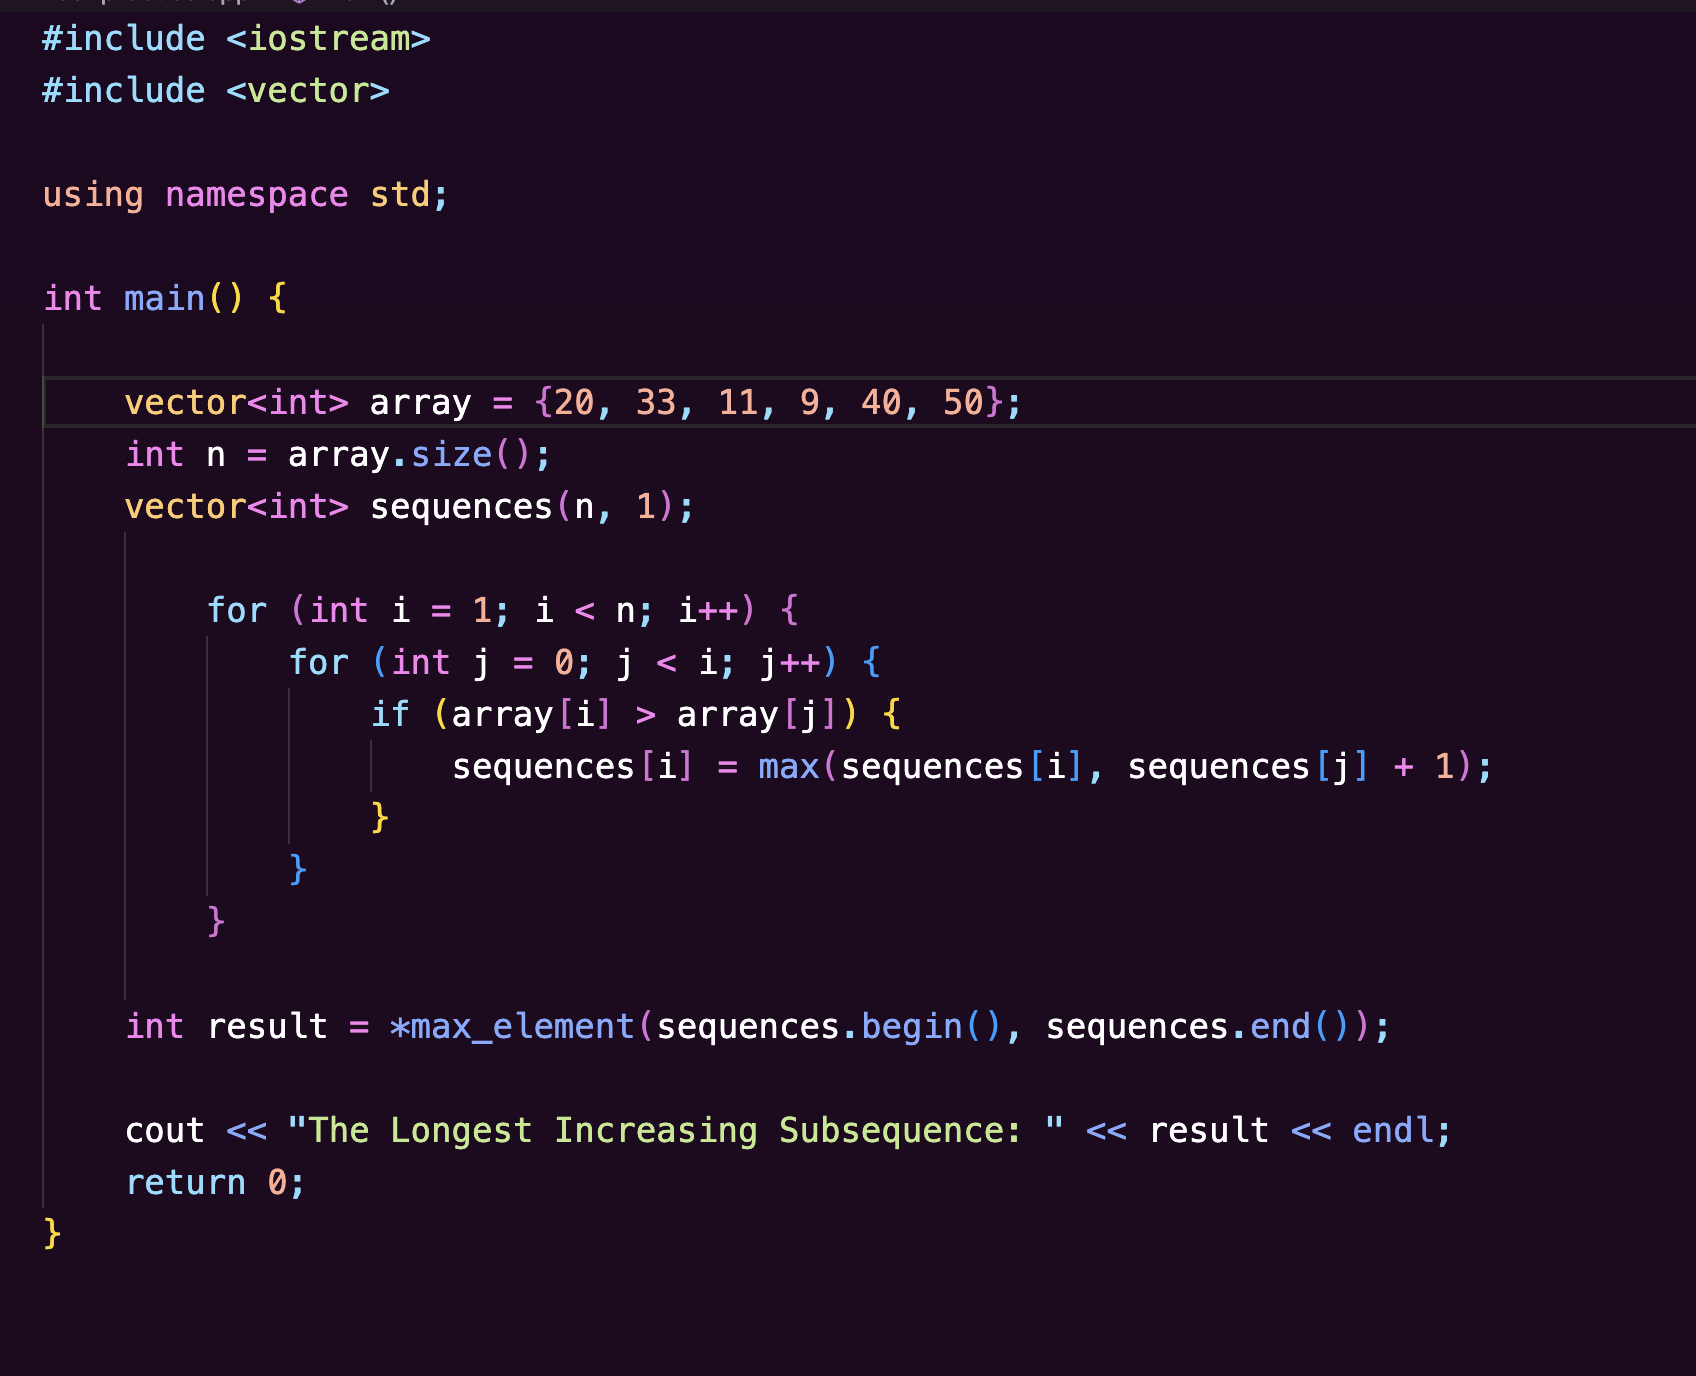 #include <iostream>
#include <vector>
using namespace std;
int main() {
vector<int> array = {20, 33, 11, 9, 40, 50};
int n = array.size();
vector<int> sequences(n, 1);
for (int i = 1; i < n; i++) {
for (int j = 0; j < i; j++) {
if (array[i] > array[j]) {
sequences[i] = max(sequences[i], sequences[j] + 1);
}
}
}
int result = *max_element(sequences.begin(), sequences.end());
cout << "The Longest Increasing Subsequence: " << result << endl;
return 0;
}